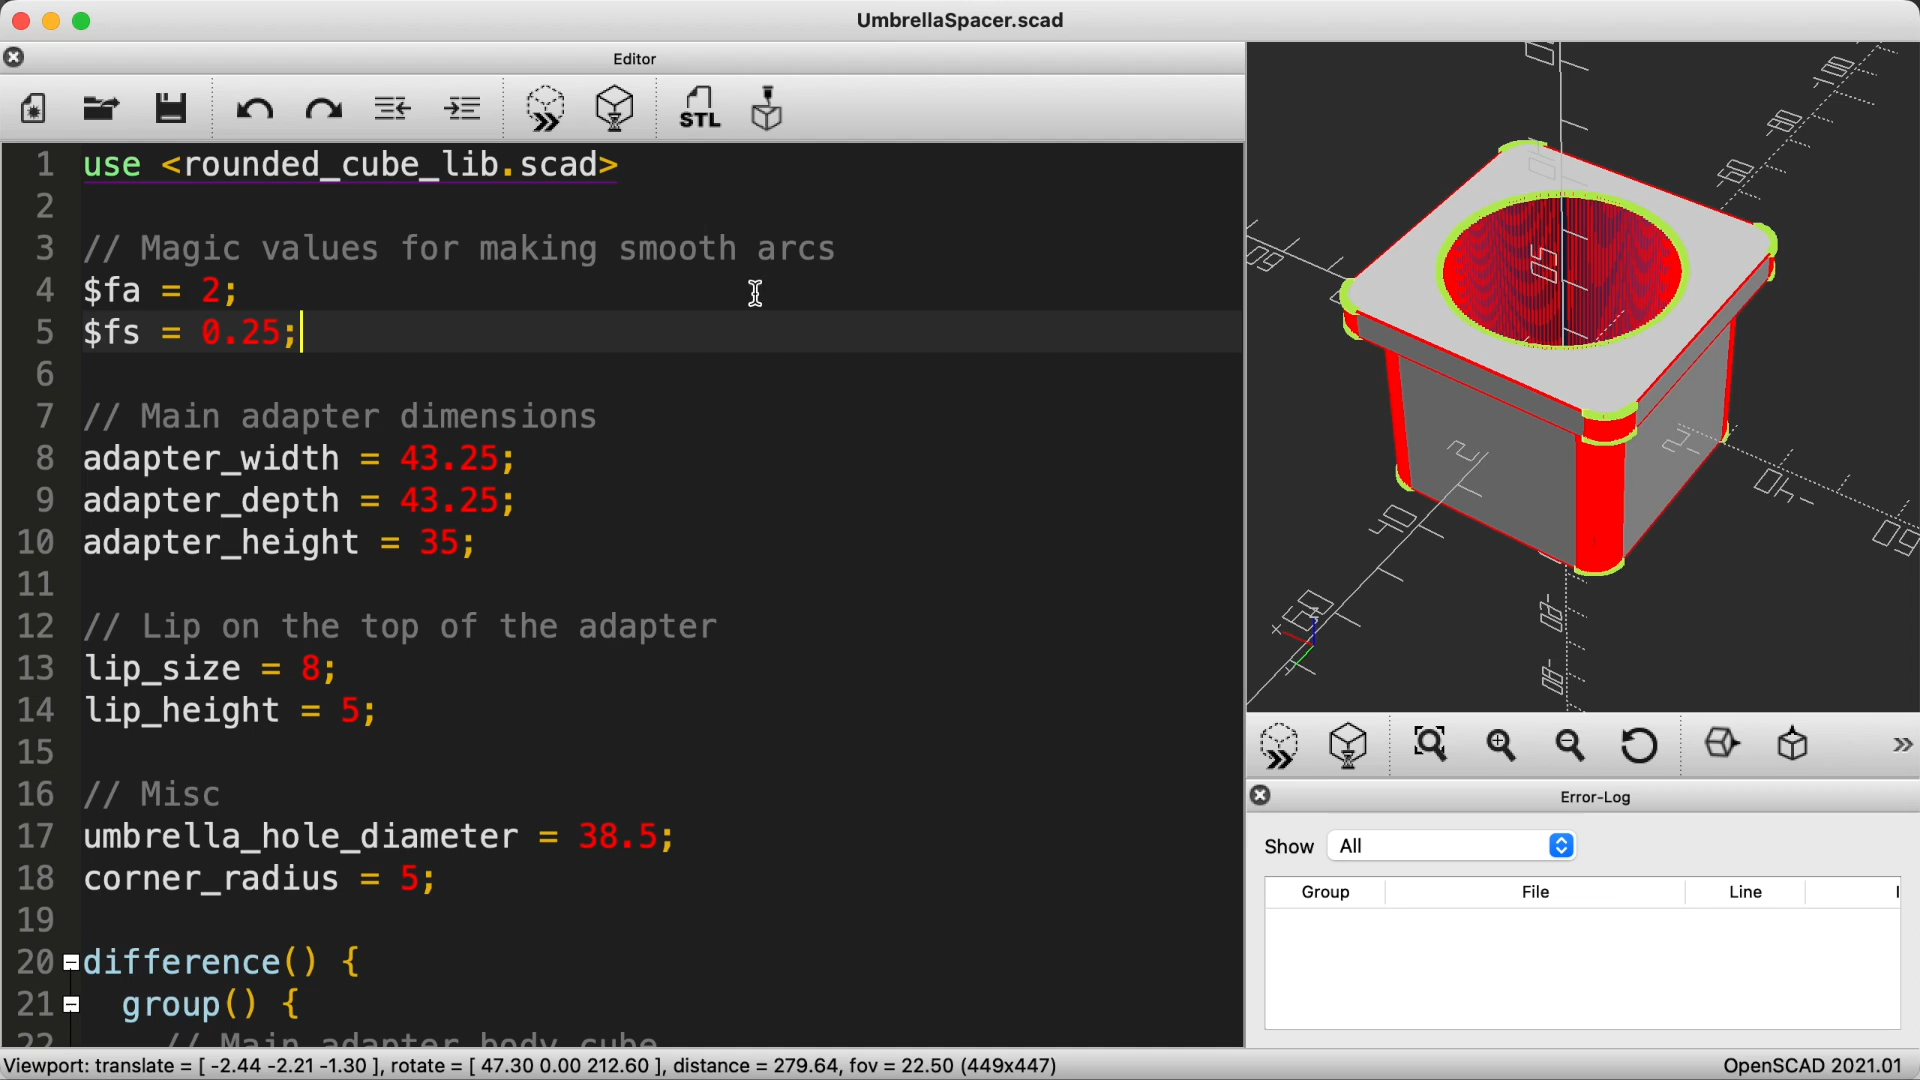 UmbrellaSpacer.scad
Editor
STL
1 use <rounded_cube_lib.scad>
2
3 // Magic values for making smooth arcs
4 $fa = 2;
5 $fs = 0.25;
6
7 // Main adapter dimensions
8 adapter_width = 43.25;
9 adapter_depth = 43.25;
10 adapter_height = 35;
11
12 // Lip on the top of the adapter
13 lip_size = 8;
14 lip_height = 5;
15
16 // Misc
17 umbrella_hole_diameter = 38.5;
18 corner_radius = 5;
19
20 difference() {
21 group() {
22 // Main adapter body cube
Error-Log
Show All
Group File Line
Viewport: translate = [ -2.44 -2.21 -1.30 ], rotate = [ 47.30 0.00 212.60 ], distance = 279.64, fov = 22.50 (449x447)
OpenSCAD 2021.01